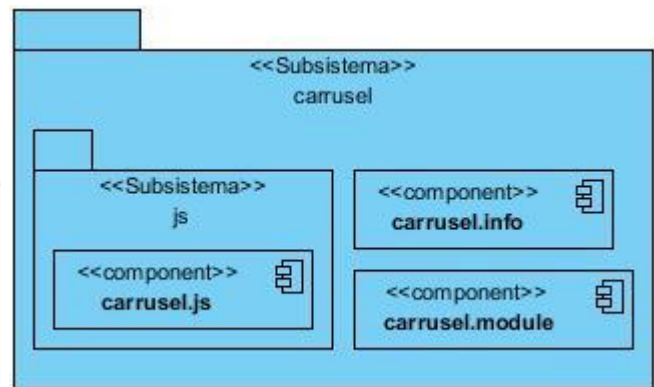 <<Subsistema>>
carrusel
<<Subsistema>>
js
<<component>>
carrusel.js
<<component>>
carrusel.info
<<component>>
carrusel.module